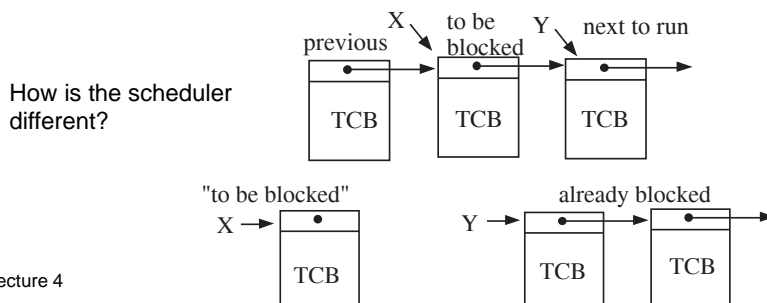 X
to be
blocked
Y
next to run
previous
How is the scheduler
different?
TCB
TCB
TCB
"to be blocked"
already blocked
X
Y
TCB
TCB
TCB
ecture 4